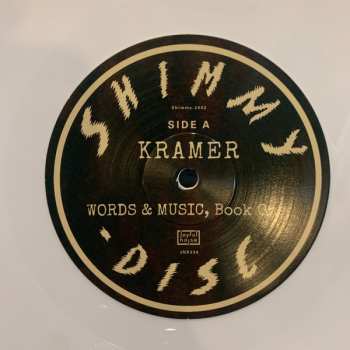 SHIMMY
Shimmy 2002
SIDE A
KRAMER
WORDS & MUSIC, Book
joyful
noise
-DISC